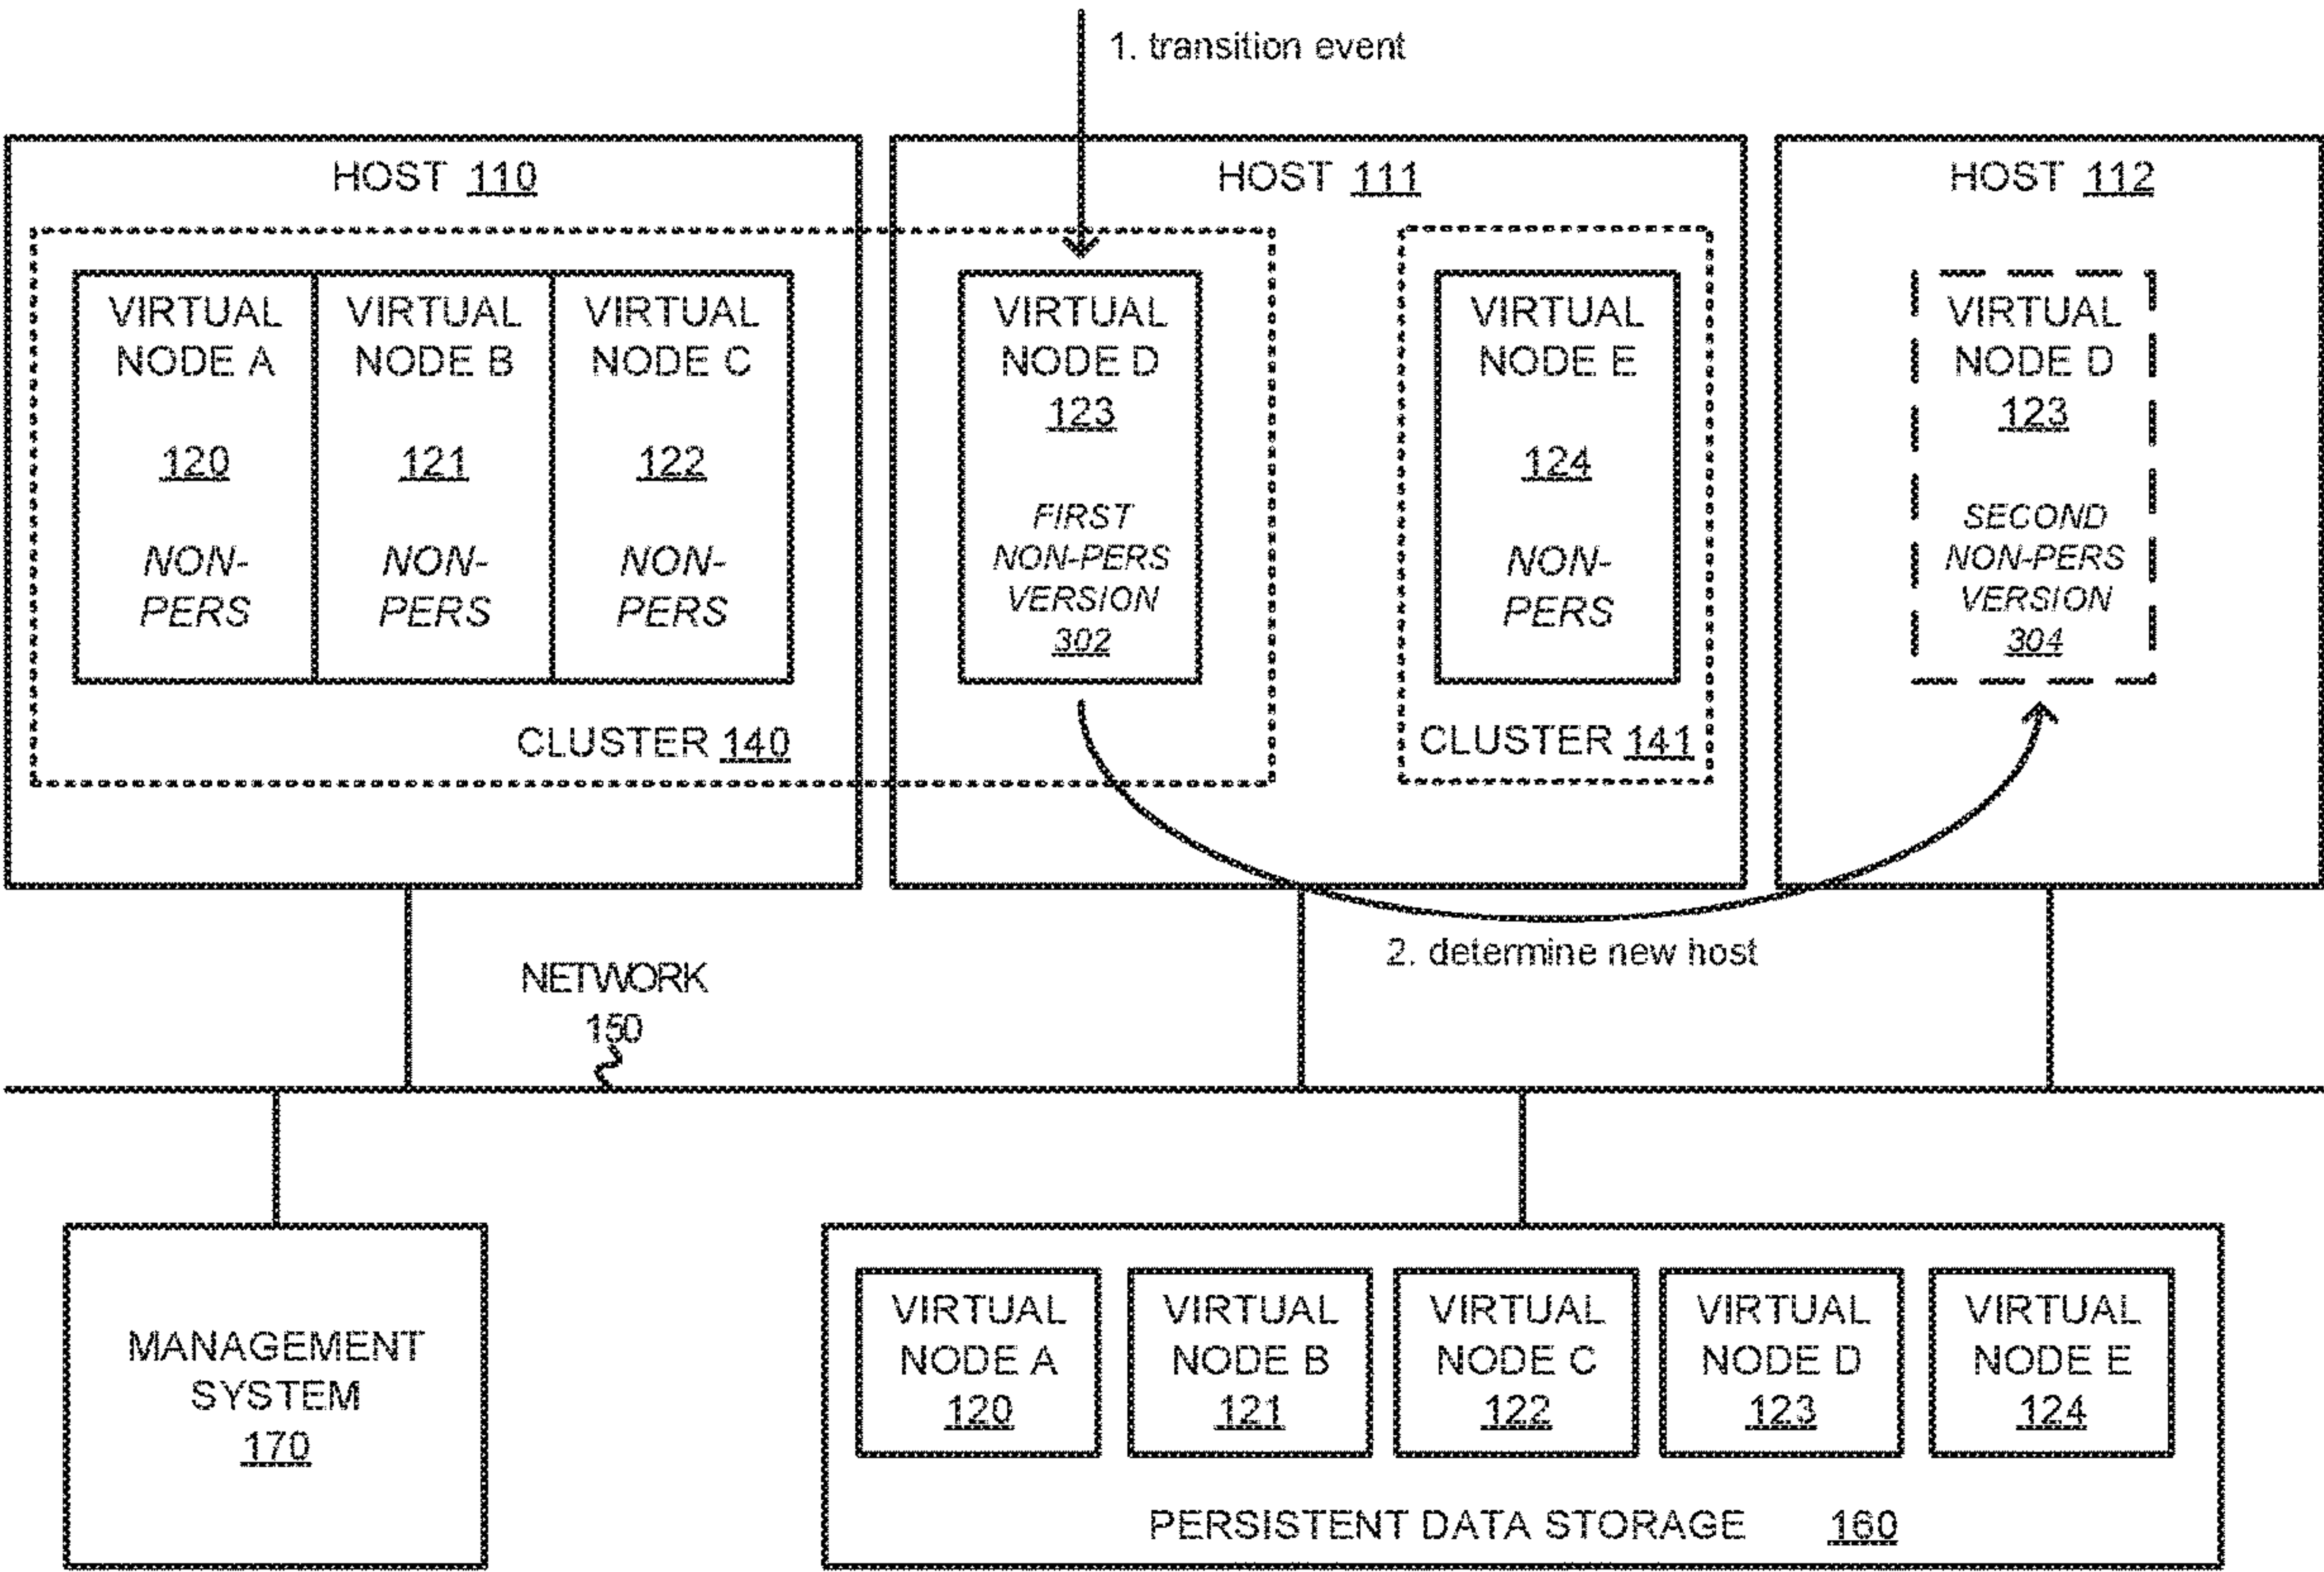 1. transition event
HOST 110
HOST 111
HOST 112
VIRTUAL
NODE A
120
NON-
PERS
VIRTUAL
NODE B
121
NON-
PERS
VIRTUAL
NODE C
122
NON-
PERS
CLUSTER 140
VIRTUAL
NODE D
123
FIRST
NON-PERS
VERSION
302
VIRTUAL
NODE E
124
NON-
PERS
CLUSTER 141
VIRTUAL
NODE D
123
SECOND
NON-PERS
VERSION
304
2. determine new host
NETWORK
150
MANAGEMENT
SYSTEM
170
VIRTUAL
NODE A
120
VIRTUAL
NODE B
121
VIRTUAL
NODE C
122
VIRTUAL
NODE D
123
VIRTUAL
NODE E
124
PERSISTENT DATA STORAGE 160